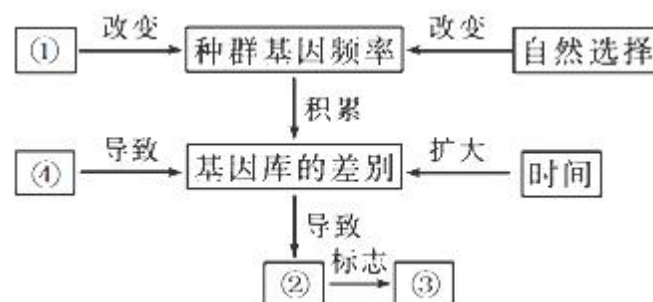 ① 改变 种群基因频率 改变 自然选择
积累
④ 导致 基因库的差别 扩大 时间
导致
② 标志 ③